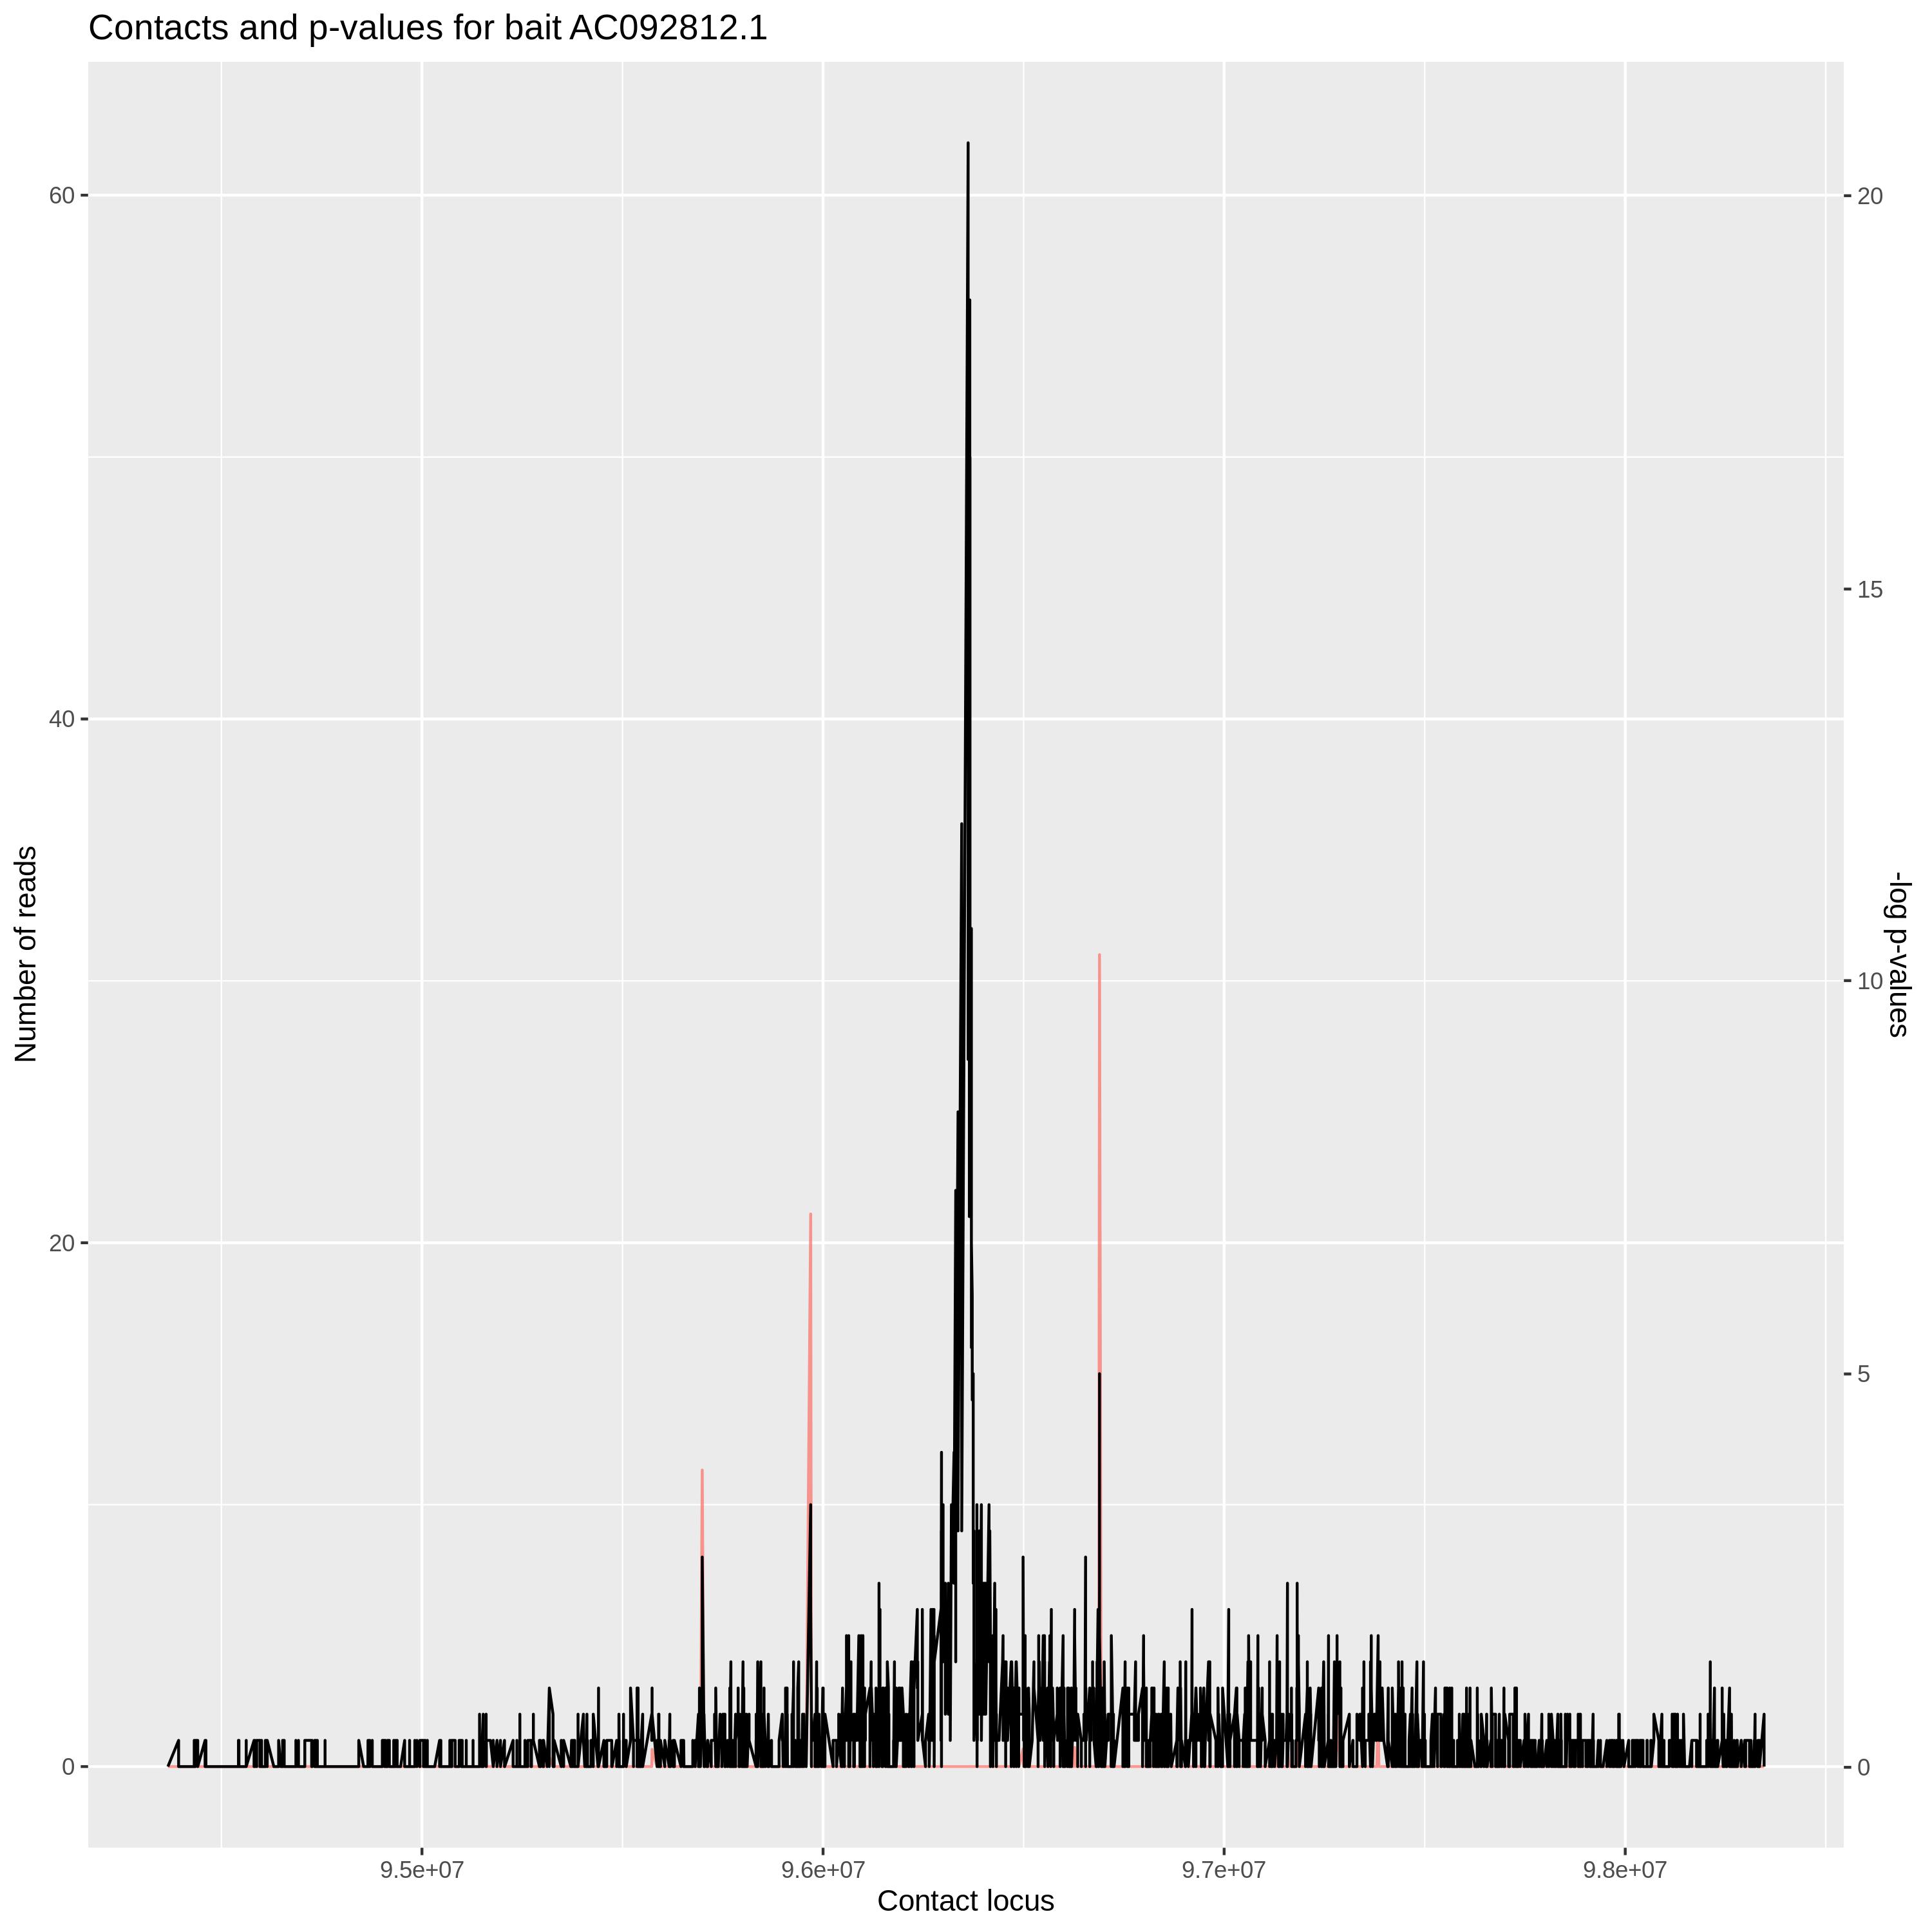 Contacts and p-values for bait AC092812.1
60
40
20
0
Number of reads
20
15
10
5
0
-log p-values
9.5e+07
9.6e+07
9.7e+07
9.8e+07
Contact locus